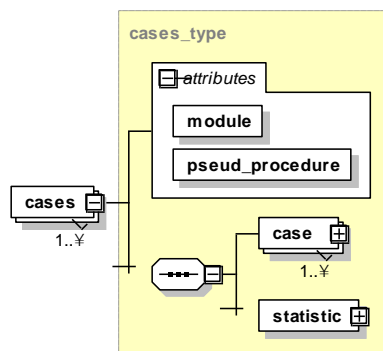 cases_type
attributes
module
pseud_procedure
cases
1..¥
case
1..¥
statistic